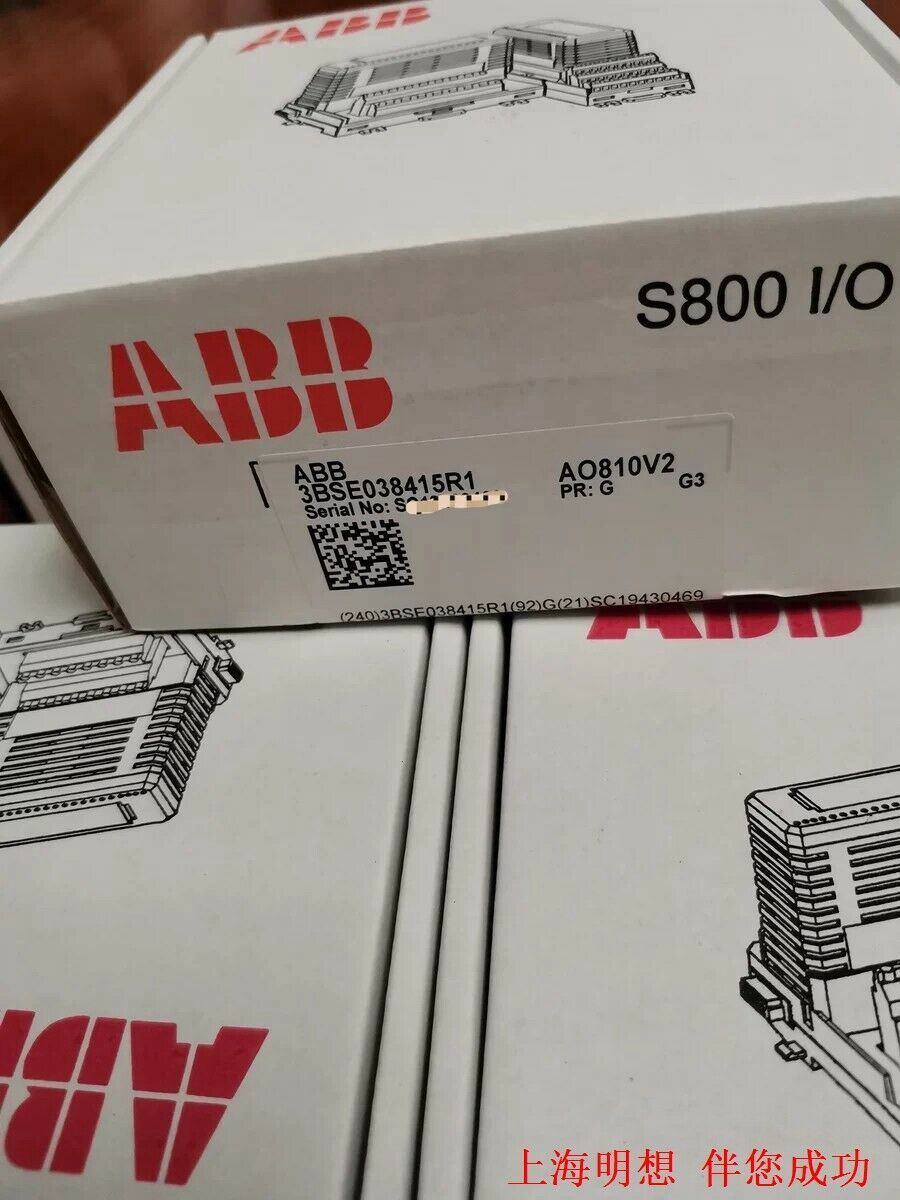 ABB
S800 I/O
ABB
ABB
3BSE038415R1
Serial No: S
AO810V2
PR: G
G3
(240)3BSE038415R1(92)G(21)SC19430469
ABB
ABB
上海明想 伴您成功